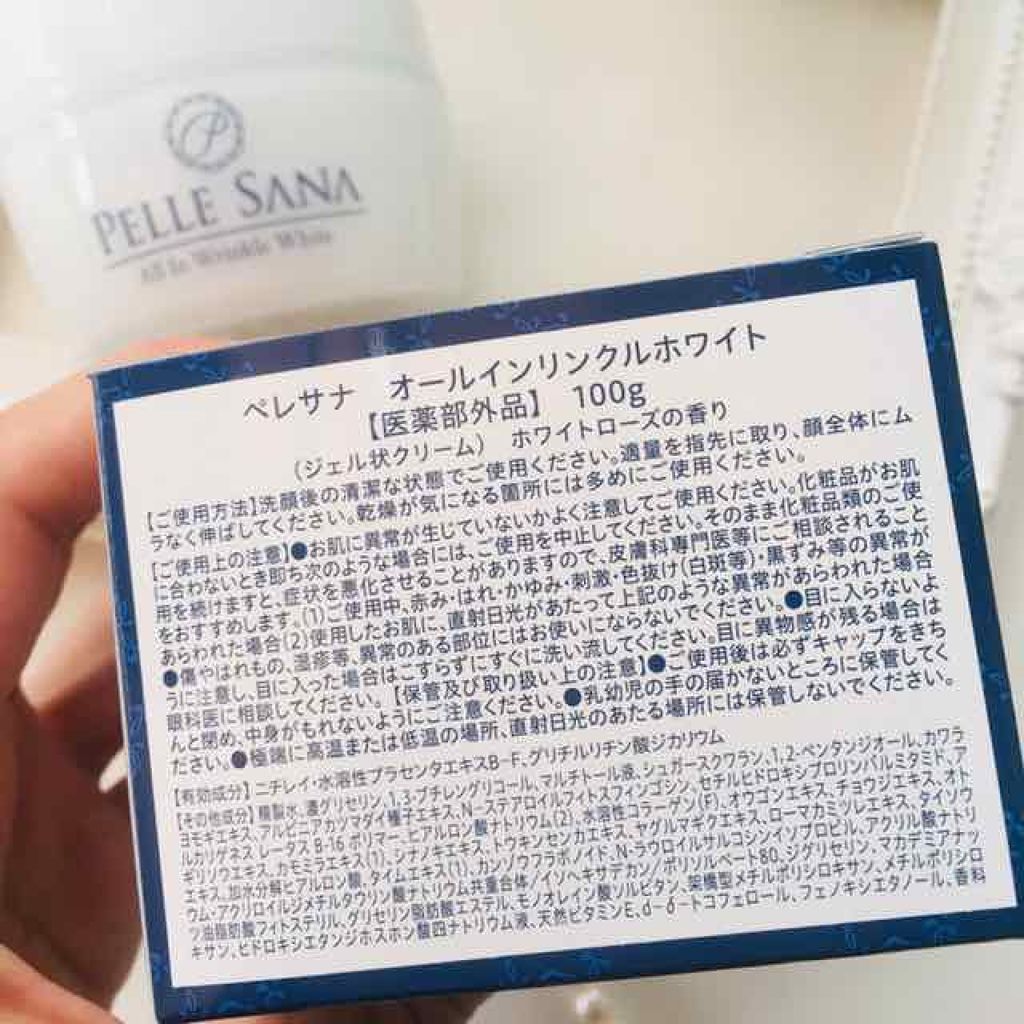 P
PELLE SANA
All In Wrinkle White
ペレサナ　オールインリンクルホワイト
【医薬部外品】　100g
（ジェル状クリーム）　ホワイトローズの香り
【ご使用方法】洗顔後の清潔な状態でご使用ください。適量を指先に取り、顔全体にム
ラなく伸ばしてください。乾燥が気になる箇所には多めにご使用ください。
【ご使用上の注意】●お肌に異常が生じていないかよく注意してご使用ください。化粧品がお肌
に合わないとき即ち次のような場合には、ご使用を中止してください。そのまま化粧品類のご使
用を続けますと、症状を悪化させることがありますので、皮膚科専門医等にご相談されること
をおすすめします。(1)ご使用中、赤み・はれ・かゆみ・刺激・色抜け(白斑等)・黒ずみ等の異常が
あらわれた場合(2)使用したお肌に、直射日光があたって上記のような異常があらわれた場合
●傷やはれもの、湿疹等、異常のある部位にはお使いにならないでください。●目に入らないよ
うに注意し、目に入った場合はこすらずにすぐに洗い流してください。目に異物感が残る場合は
眼科医に相談してください。【保管及び取り扱い上の注意】●ご使用後は必ずキャップをきち
んと閉め、中身がもれないようにご注意ください。●乳幼児の手の届かないところに保管してく
ださい。●極端に高温または低温の場所、直射日光のあたる場所には保管しないでください。
【有効成分】ニチレイ・水溶性プラセンタエキスB-F、グリチルリチン酸ジカリウム
【その他成分】精製水、濃グリセリン、1,3-ブチレングリコール、マルチトール液、シュガースクワラン、1,2-ペンタンジオール、カワラ
ヨモギエキス、アルピニアカツマダイ種子エキス、N-ステアロイルフィトスフィンゴシン、セチルヒドロキシプロリンパルミタミド、ア
ルカリゲネス レータス B-16 ポリマー、ヒアルロン酸ナトリウム(2)、水溶性コラーゲン(F)、オウゴンエキス、チョウジエキス、オト
ギリソウエキス、カモミラエキス(1)、シナノキエキス、トウキンセンカエキス、ヤグルマギクエキス、ローマカミツレエキス、タイソウ
エキス、加水分解ヒアルロン酸、タイムエキス(1)、カンゾウフラボノイド、N-ラウロイルサルコシンイソプロピル、アクリル酸ナトリ
ウム・アクリロイルジメチルタウリン酸ナトリウム共重合体／イソヘキサデカン／ポリソルベート80、ジグリセリン、マカデミアナッ
ツ油脂肪酸フィトステリル、グリセリン脂肪酸エステル、モノオレイン酸ソルビタン、架橋型メチルポリシロキサン、メチルポリシロ
キサン、ヒドロキシエタンジホスホン酸四ナトリウム液、天然ビタミンE、d-δ-トコフェロール、フェノキシエタノール、香料